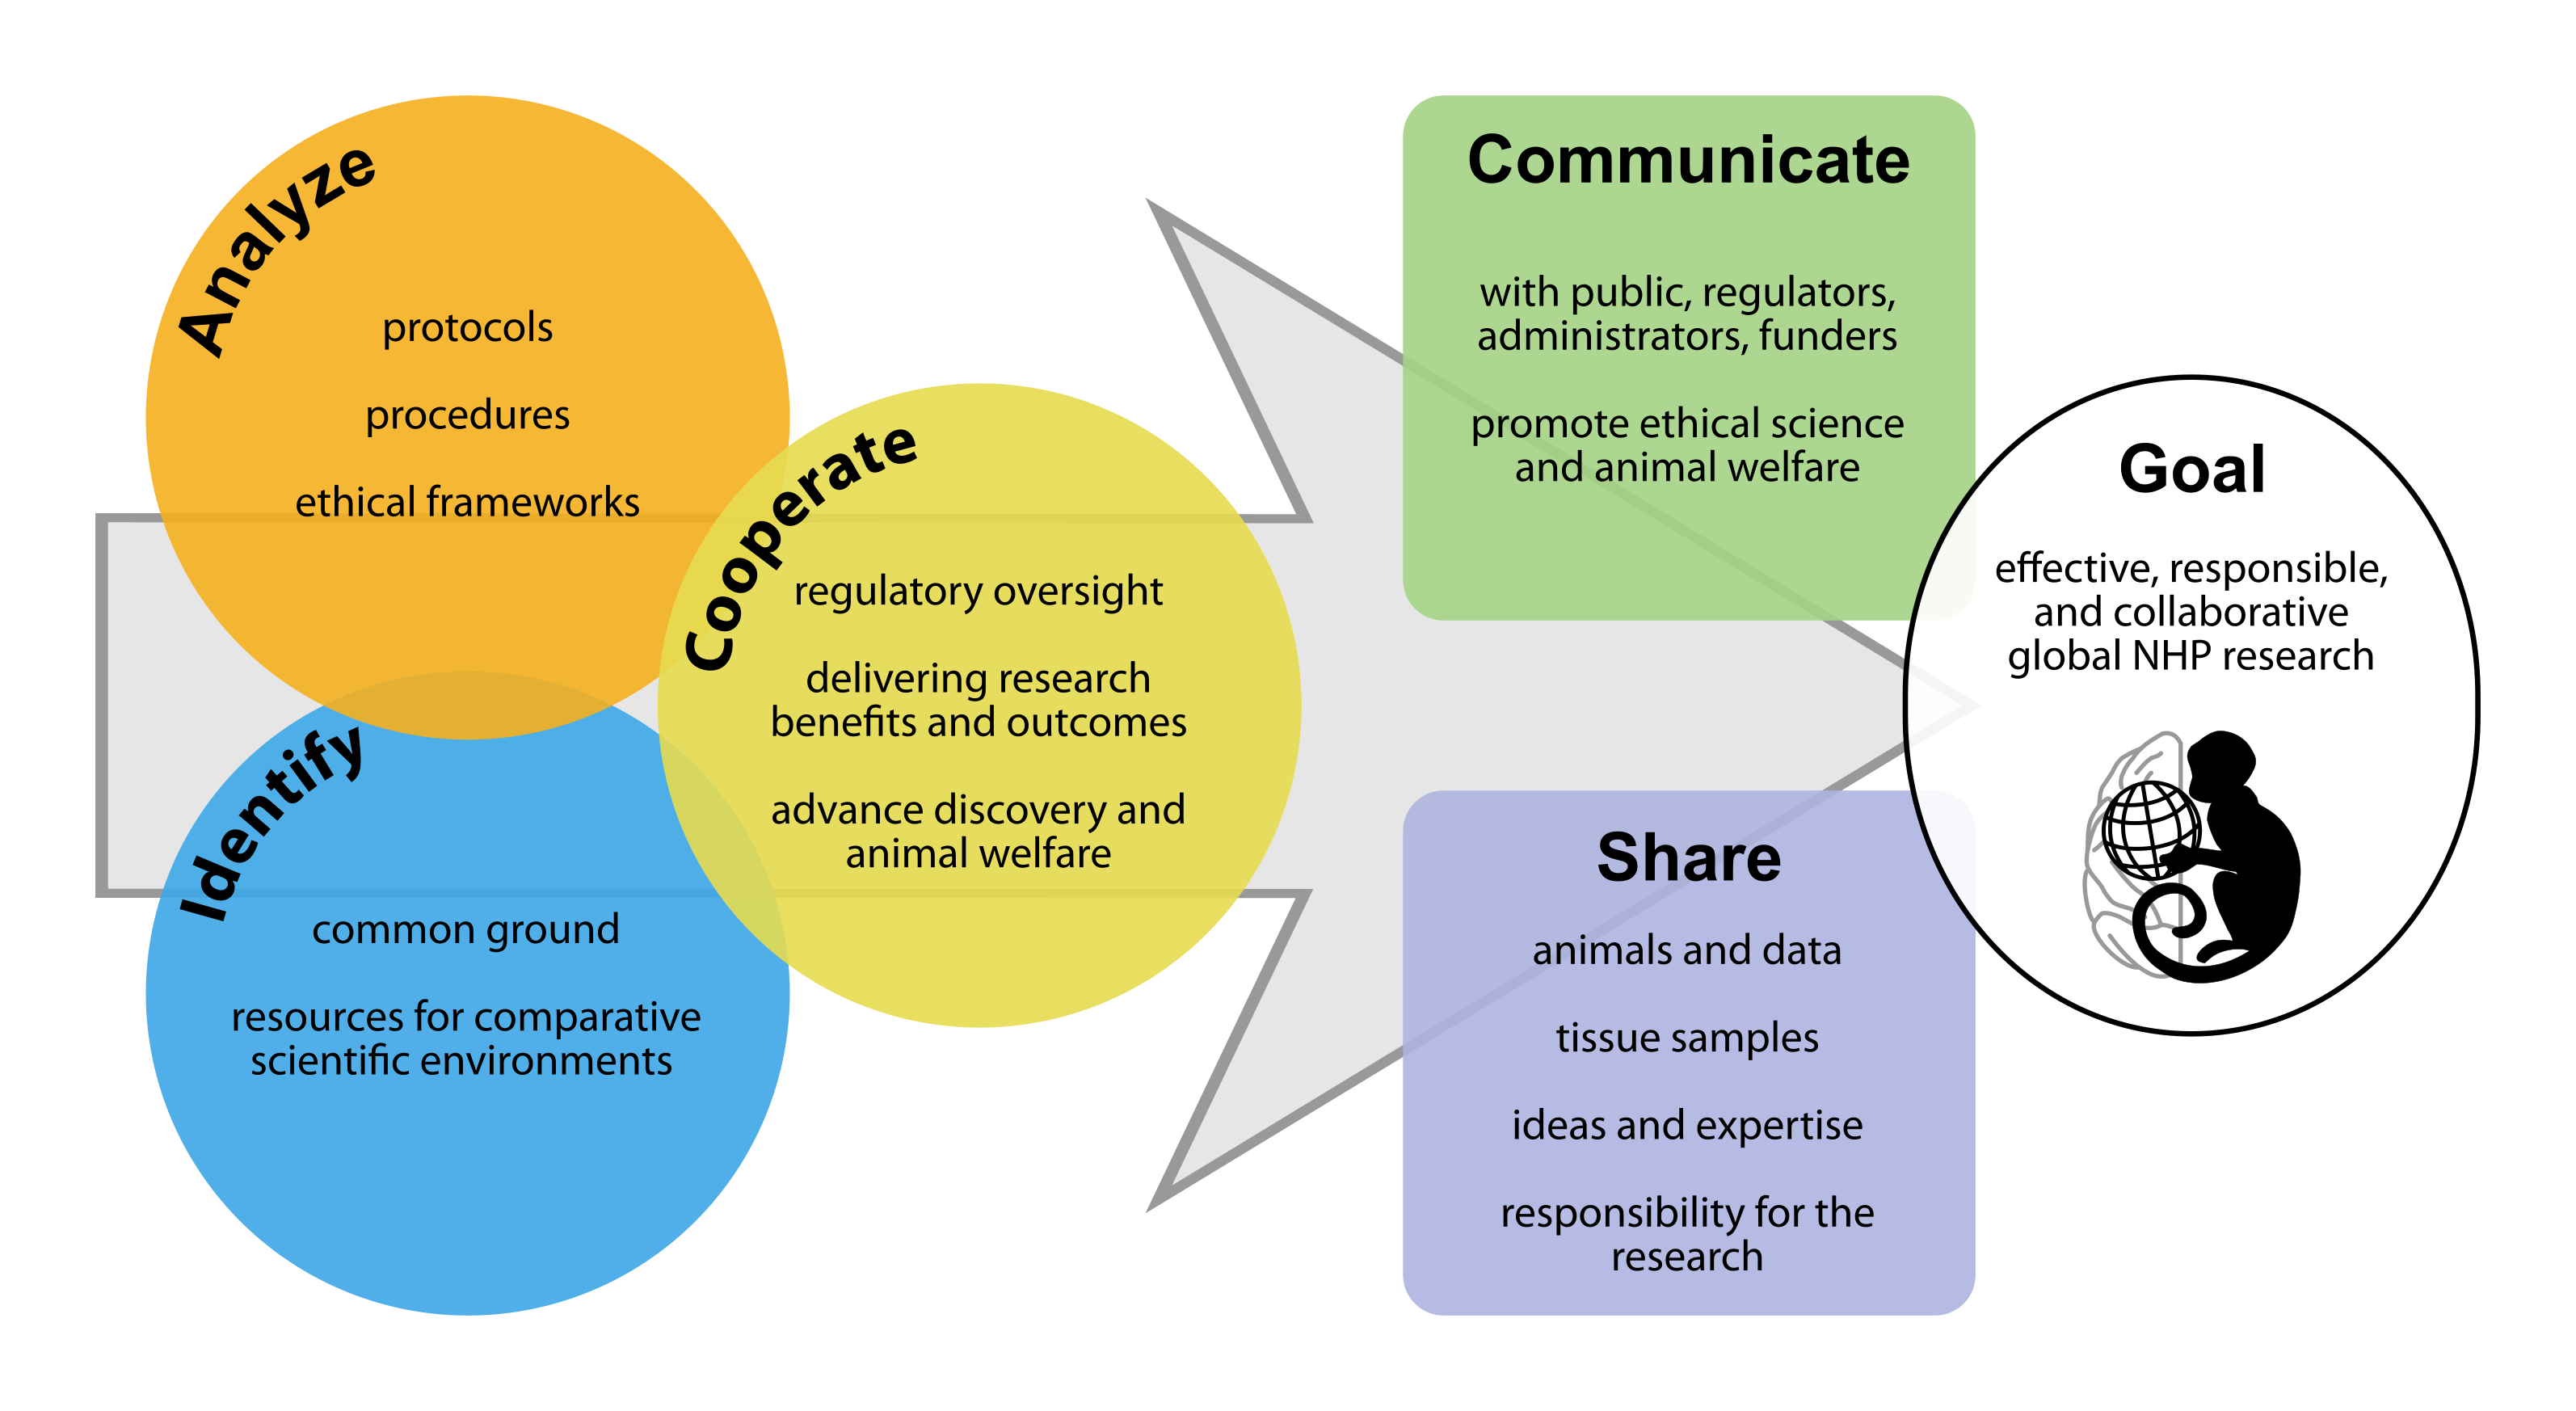 Analyze
protocols
procedures
ethical frameworks
Identify
common ground
resources for comparative
scientific environments
Cooperate
regulatory oversight
delivering research
benefits and outcomes
advance discovery and
animal welfare
Communicate
with public, regulators,
administrators, funders
promote ethical science
and animal welfare
Share
animals and data
tissue samples
ideas and expertise
responsibility for the
research
Goal
effective, responsible,
and collaborative
global NHP research